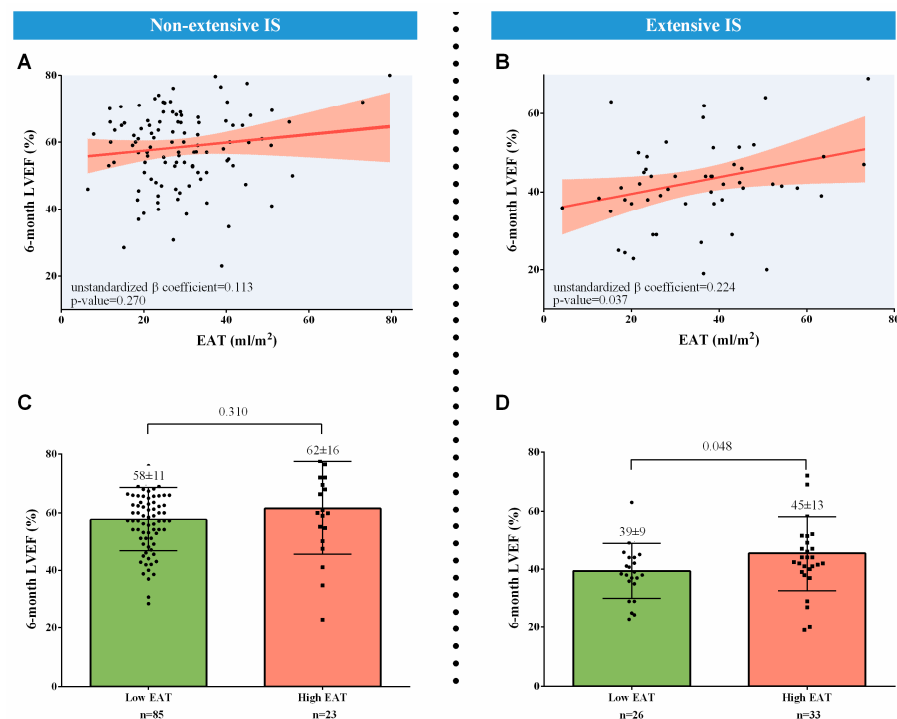 Non-extensive IS
Extensive IS
A
80
60
40
20
0
20
40
60
80
6-month LVEF (%)
EAT (ml/m²)
unstandardized β coefficient=0.113
p-value=0.270
B
60
40
20
0
20
40
60
80
6-month LVEF (%)
EAT (ml/m²)
unstandardized β coefficient=0.224
p-value=0.037
C
0.310
80
60
40
20
0
6-month LVEF (%)
58±11
62±16
Low EAT
High EAT
n=85
n=23
D
0.048
80
60
40
20
0
6-month LVEF (%)
39±9
45±13
Low EAT
High EAT
n=26
n=33